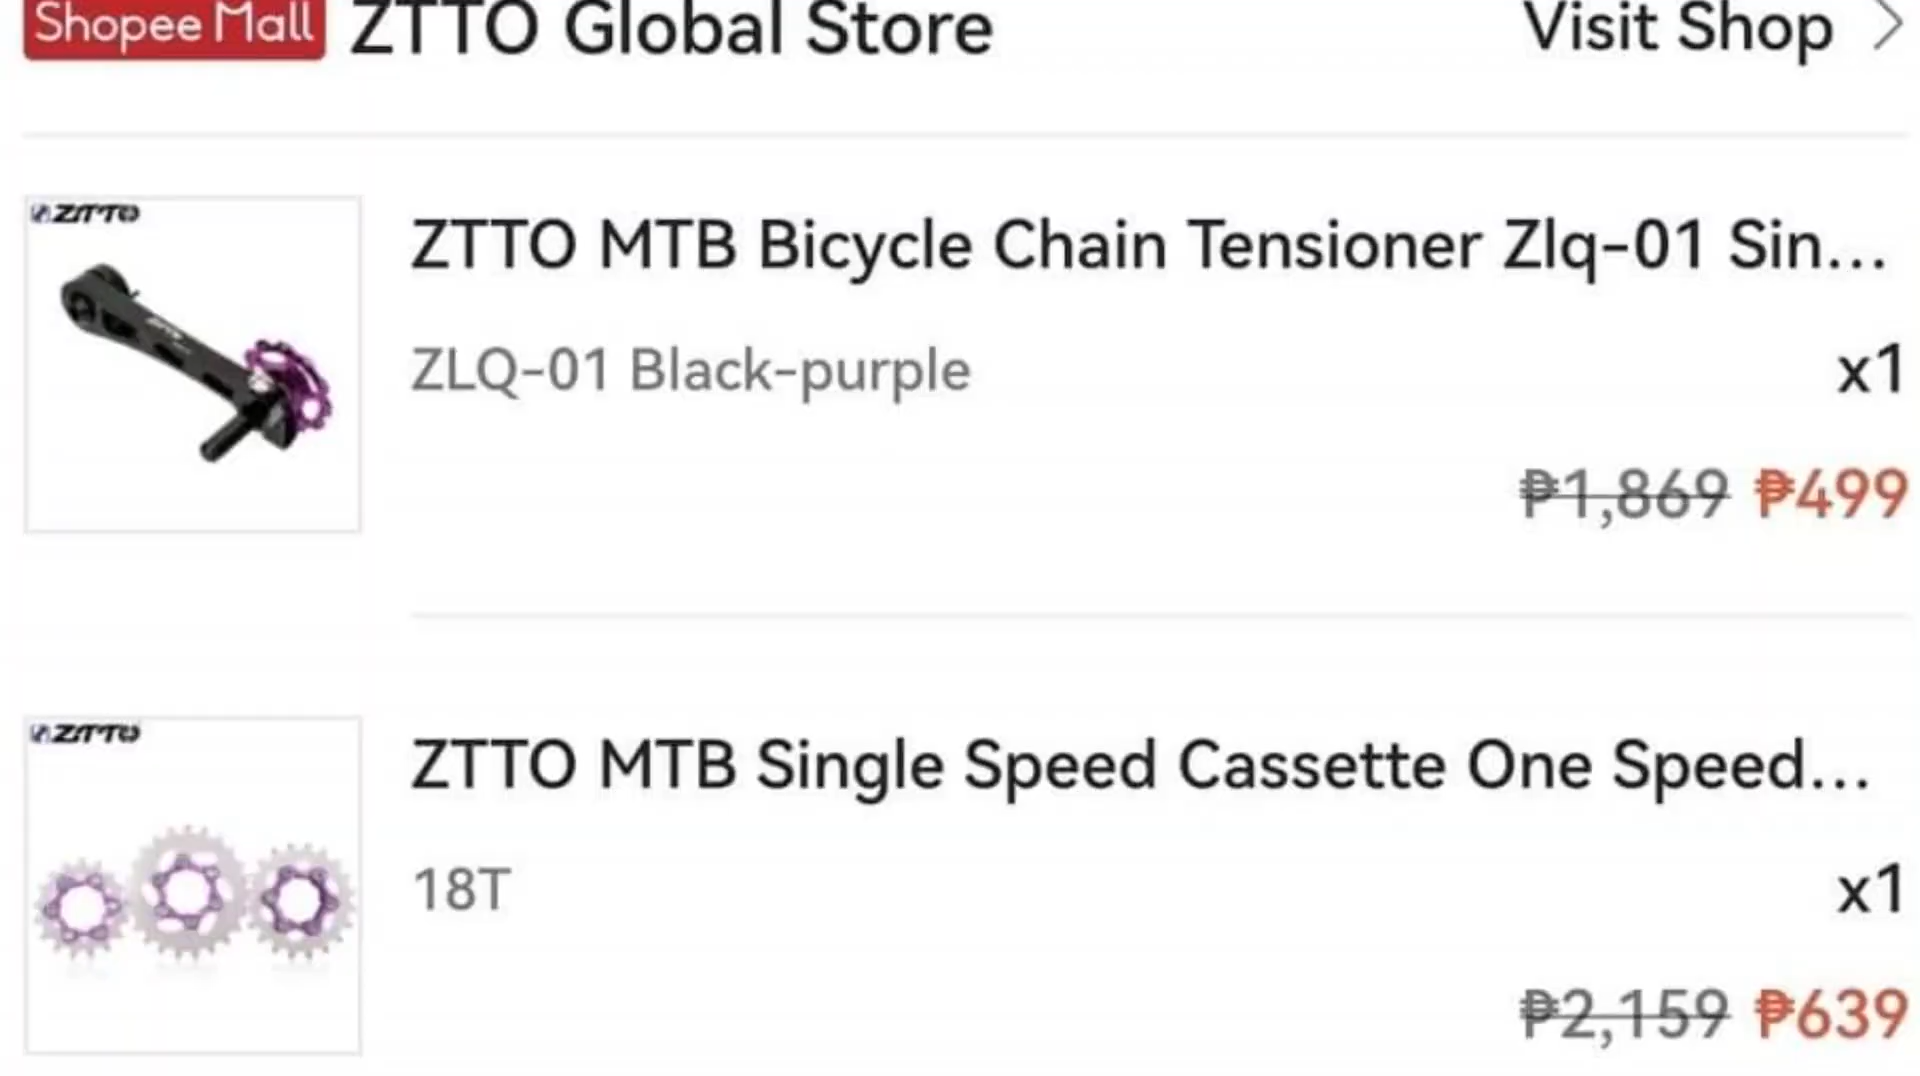 Shopee Mall ZTTO Global Store Visit Shop
ZTTO
ZTTO MTB Bicycle Chain Tensioner Zlq-01 Sin...
ZLQ-01 Black-purple x1
₱1,869 ₱499
ZTTO
ZTTO MTB Single Speed Cassette One Speed...
18T x1
₱2,159 ₱639